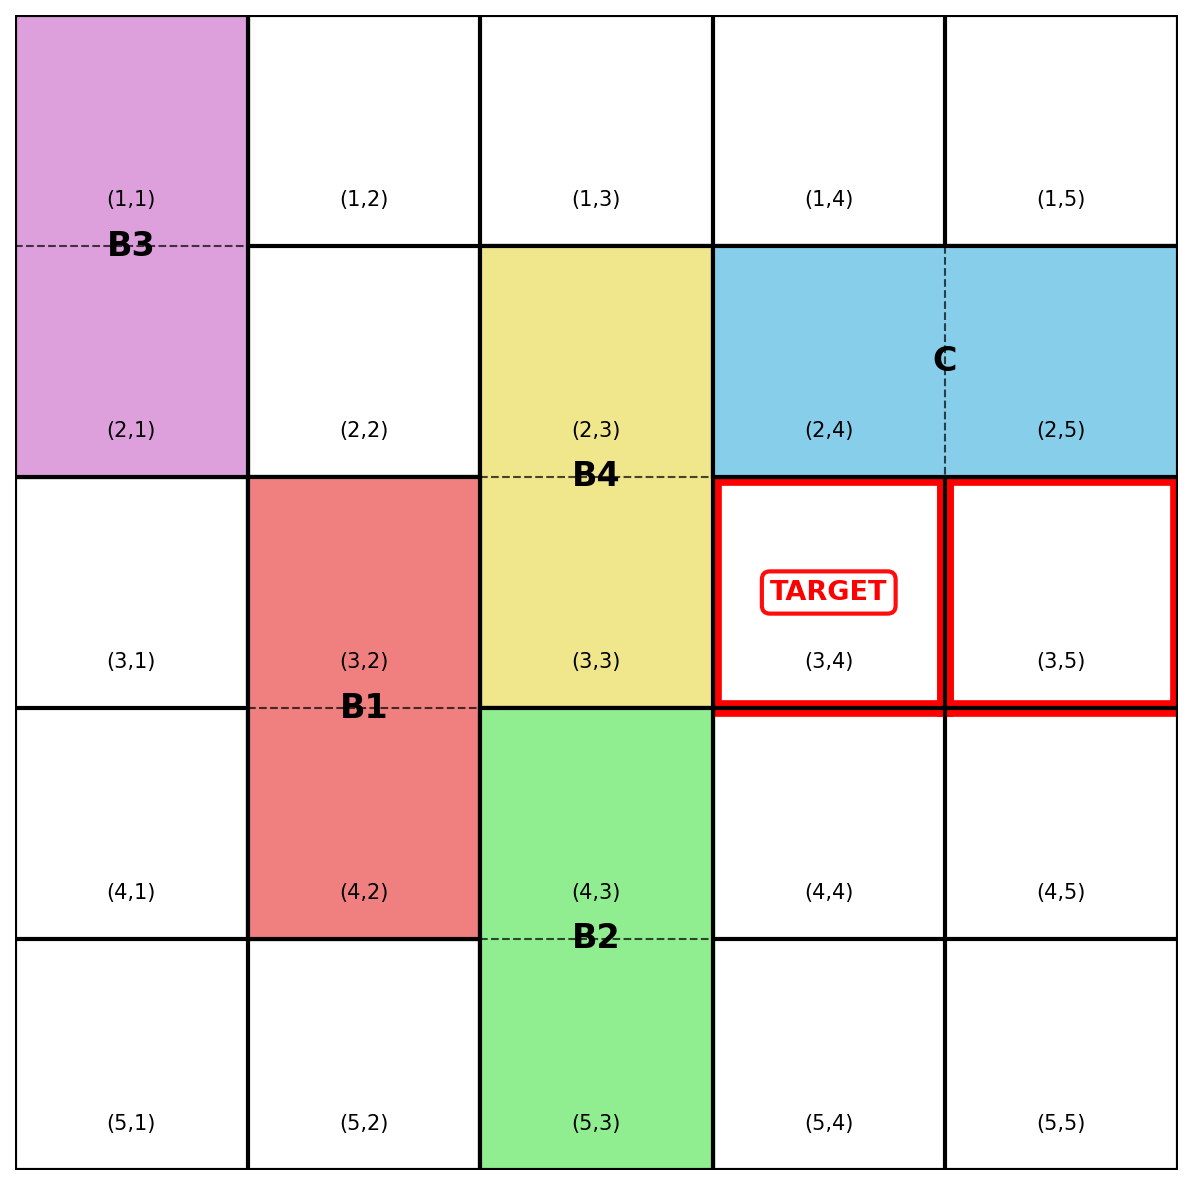 (1,1) (1,2) (1,3) (1,4) (1,5)
B3
C
(2,1) (2,2) (2,3) (2,4) (2,5)
B4
TARGET
(3,1) (3,2) (3,3) (3,4) (3,5)
B1
(4,1) (4,2) (4,3) (4,4) (4,5)
B2
(5,1) (5,2) (5,3) (5,4) (5,5)